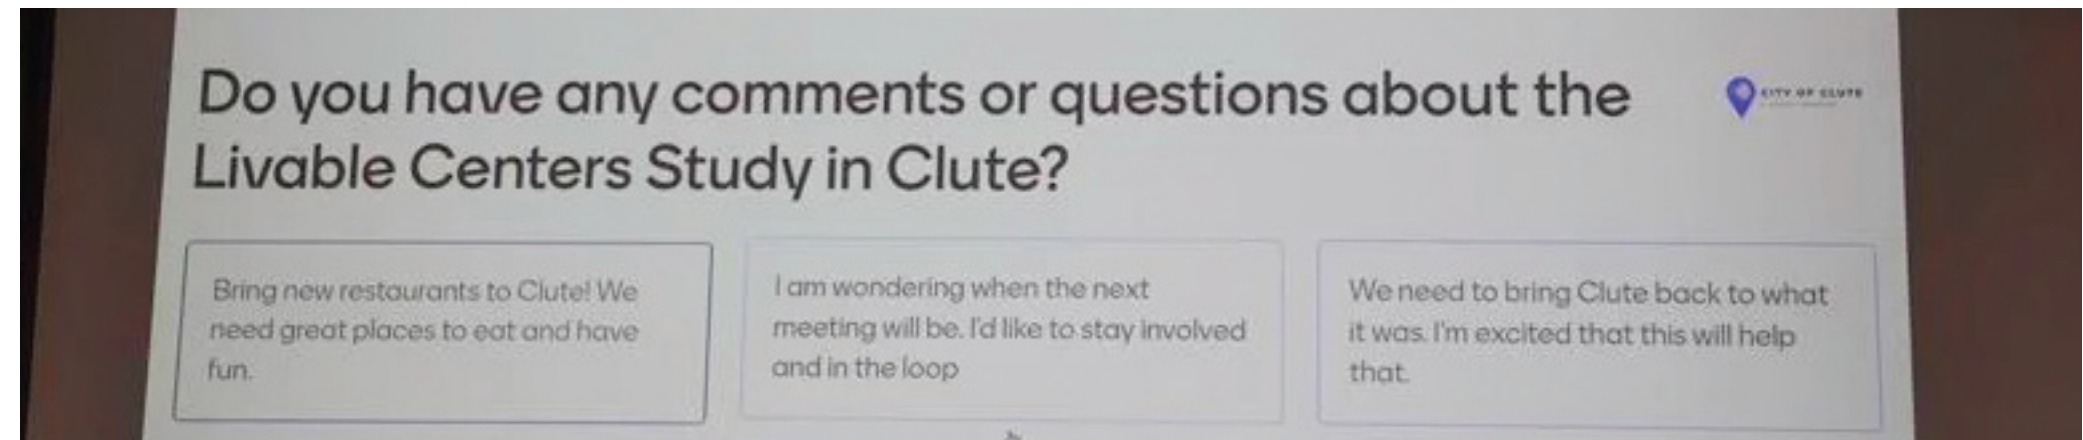 Do you have any comments or questions about the
Livable Centers Study in Clute?
CITY OF CLUTE
Bring new restaurants to Clute! We
need great places to eat and have
fun.
I am wondering when the next
meeting will be. I'd like to stay involved
and in the loop
We need to bring Clute back to what
it was. I'm excited that this will help
that.